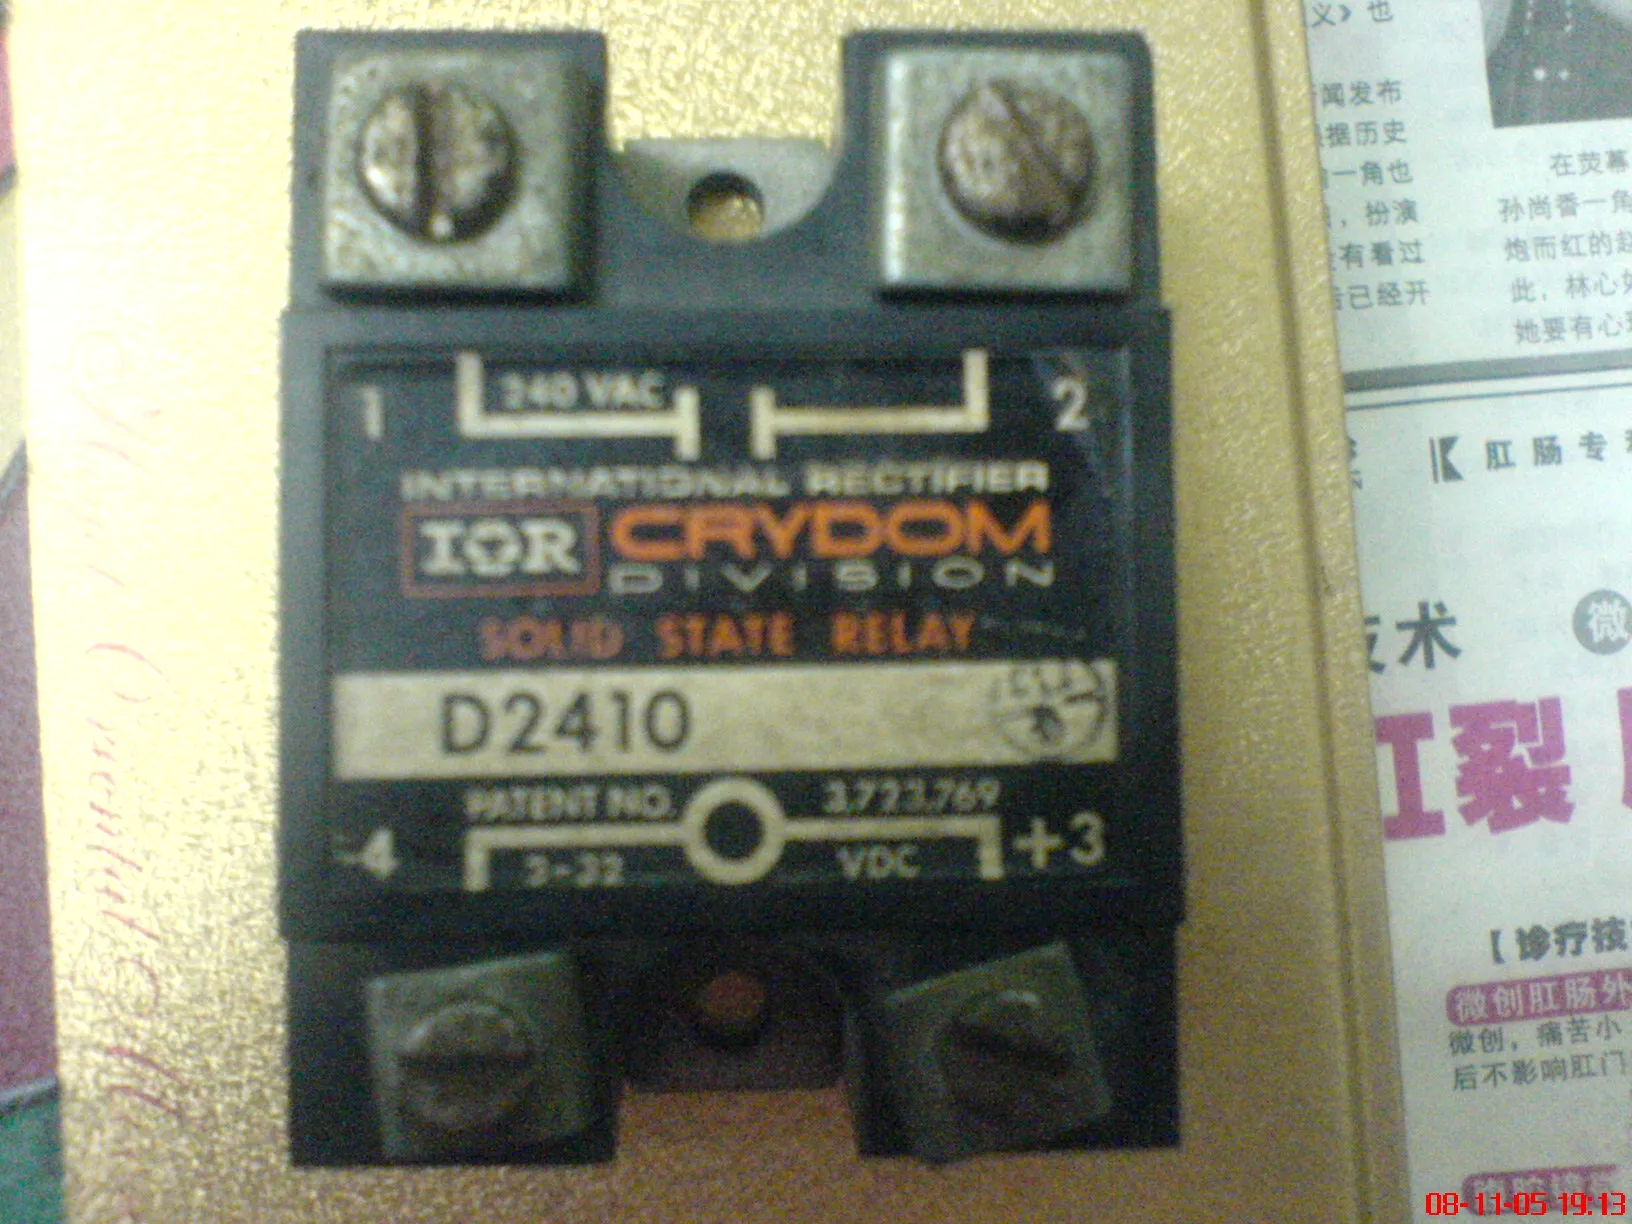 1 240 VAC 2
INTERNATIONAL RECTIFIER
IOR CRYDOM
DIVISION
SOLID STATE RELAY
D2410
PATENT NO. 3,723,769
-4 3-32 VDC +3
义》也
闻发布
据历史
一角也
，扮演
有看过
已经开
在荧幕
孙尚香一角
炮而红的
此，林心
她要有心
肛肠专
技术 微
肛裂
【诊疗技
微创肛肠外
微创，痛苦小
后不影响肛门
08-11-05 19:13